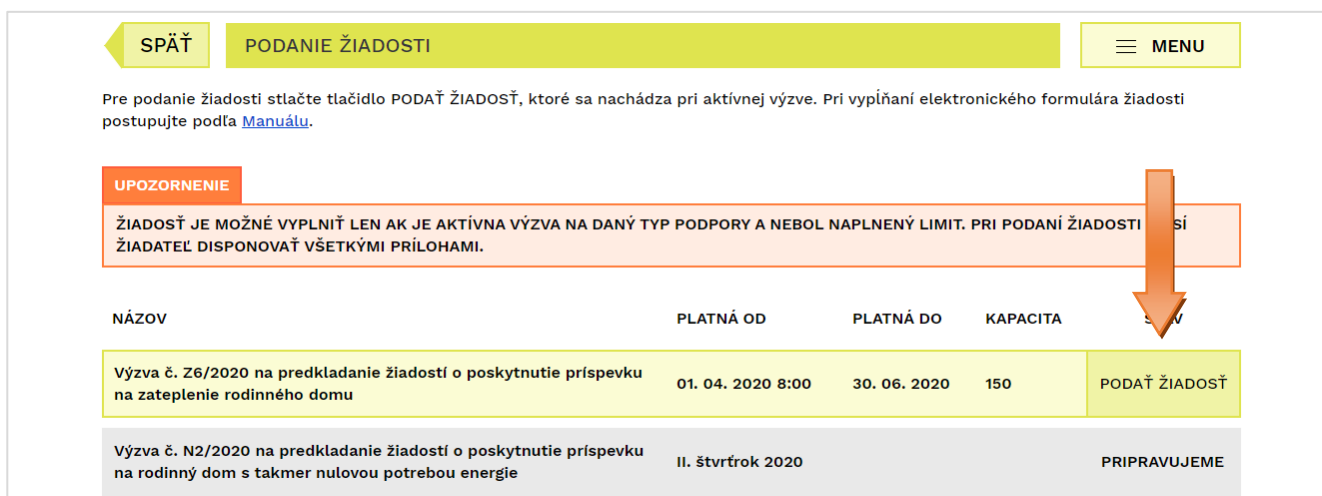 SPÄŤ
PODANIE ŽIADOSTI
MENU
Pre podanie žiadosti stlačte tlačidlo PODAŤ ŽIADOSŤ, ktoré sa nachádza pri aktívnej výzve. Pri vypĺňaní elektronického formulára žiadosti
postupujte podľa Manuálu.
UPOZORNENIE
ŽIADOSŤ JE MOŽNÉ VYPLNIŤ LEN AK JE AKTÍVNA VÝZVA NA DANÝ TYP PODPORY A NEBOL NAPLNENÝ LIMIT. PRI PODANÍ ŽIADOSTI
ŽIADATEĽ DISPONOVAŤ VŠETKÝMI PRÍLOHAMI.
NÁZOV PLATNÁ OD PLATNÁ DO KAPACITA
Výzva č. Z6/2020 na predkladanie žiadostí o poskytnutie príspevku
na zateplenie rodinného domu
01. 04. 2020 8:00 30. 06. 2020 150 PODAŤ ŽIADOSŤ
Výzva č. N2/2020 na predkladanie žiadostí o poskytnutie príspevku
na rodinný dom s takmer nulovou potrebou energie
II. štvrťrok 2020 PRIPRAVUJEME